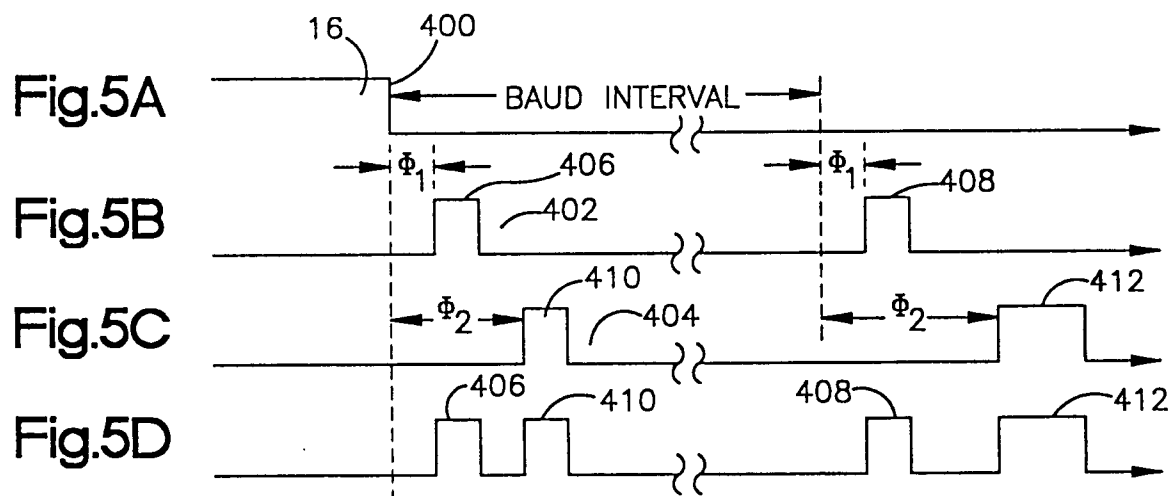 16
400
Fig.5A
BAUD INTERVAL
Φ1
406
Φ1
408
Fig.5B
402
410
412
Fig.5C
Φ2
404
Φ2
406
410
408
412
Fig.5D